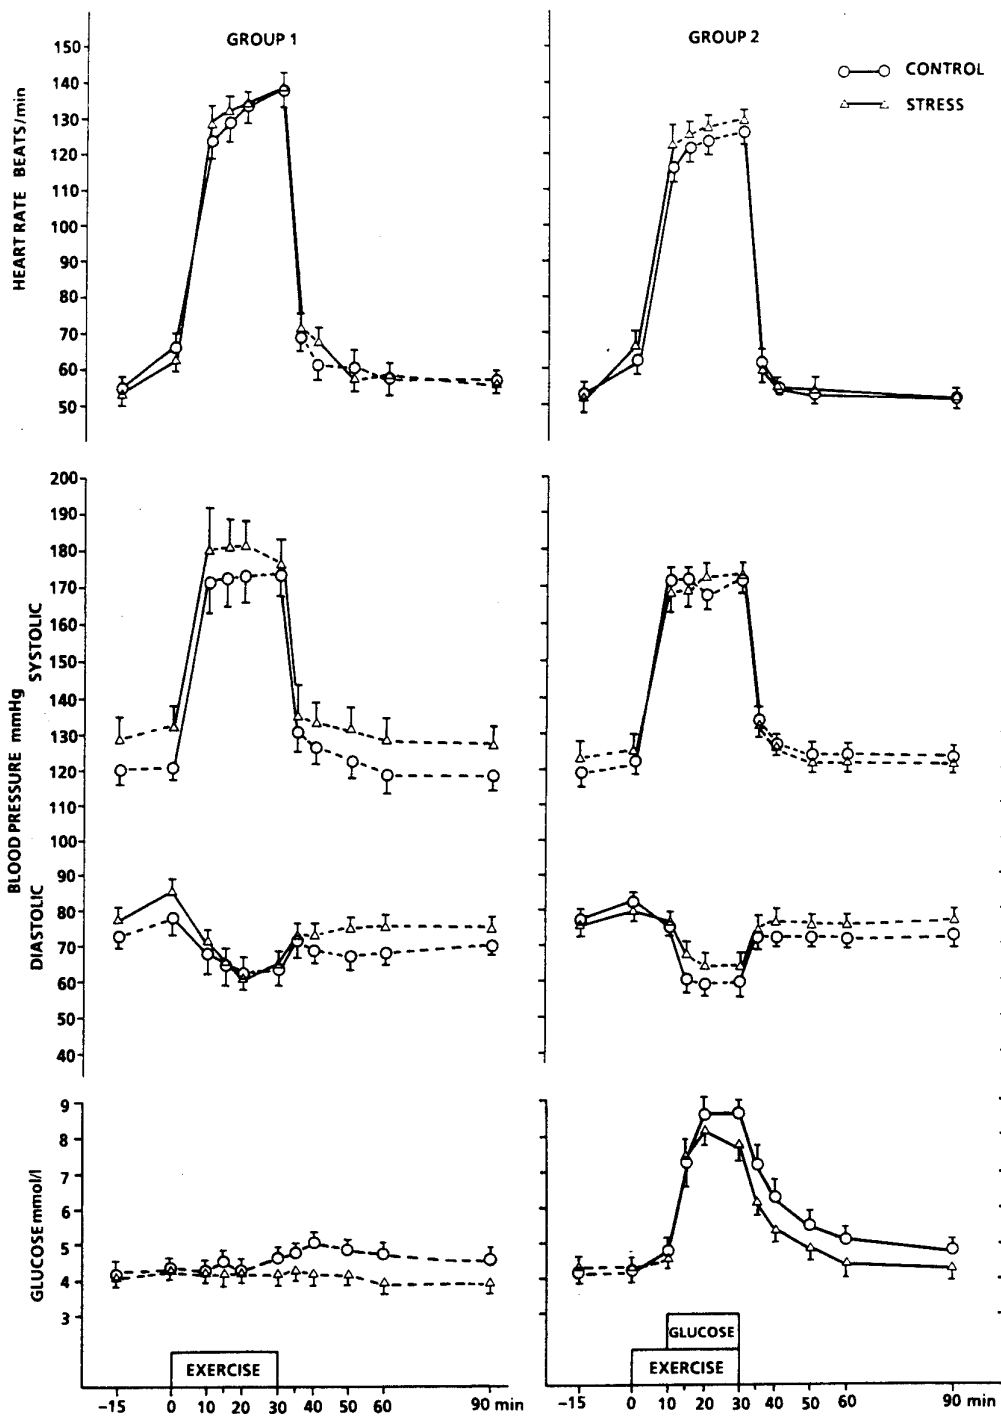 GROUP 1
GROUP 2
CONTROL
STRESS
HEART RATE BEATS/min
150
140
130
120
110
100
90
80
70
60
50
BLOOD PRESSURE mmHg
SYSTOLIC
DIASTOLIC
200
190
180
170
160
150
140
130
120
110
100
90
80
70
60
50
40
GLUCOSE mmol/l
9
8
7
6
5
4
3
EXERCISE
GLUCOSE
EXERCISE
-15 0 10 20 30 40 50 60 90 min
-15 0 10 20 30 40 50 60 90 min